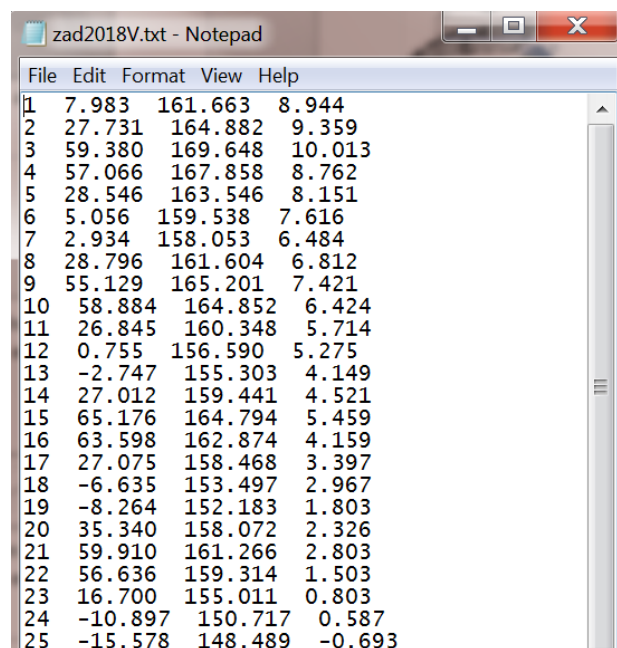 zad2018V.txt - Notepad
File Edit Format View Help
1 7.983 161.663 8.944
2 27.731 164.882 9.359
3 59.380 169.648 10.013
4 57.066 167.858 8.762
5 28.546 163.546 8.151
6 5.056 159.538 7.616
7 2.934 158.053 6.484
8 28.796 161.604 6.812
9 55.129 165.201 7.421
10 58.884 164.852 6.424
11 26.845 160.348 5.714
12 0.755 156.590 5.275
13 -2.747 155.303 4.149
14 27.012 159.441 4.521
15 65.176 164.794 5.459
16 63.598 162.874 4.159
17 27.075 158.468 3.397
18 -6.635 153.497 2.967
19 -8.264 152.183 1.803
20 35.340 158.072 2.326
21 59.910 161.266 2.803
22 56.636 159.314 1.503
23 16.700 155.011 0.803
24 -10.897 150.717 0.587
25 -15.578 148.489 -0.693